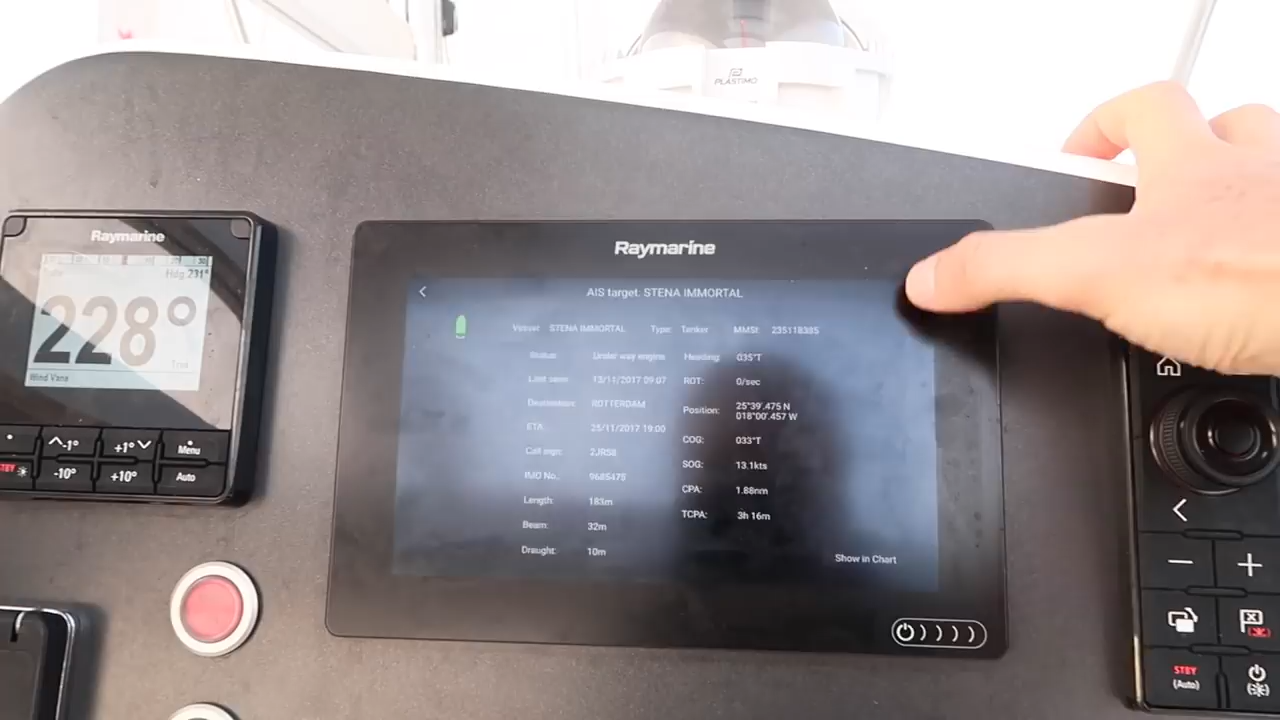 PLASTIMO
Raymarine
Hdg 231°
228°
Wind Vane
-1°
+1°
Menu
STBY
-10°
+10°
Auto
Raymarine
AIS target: STENA IMMORTAL
Vessel: STENA IMMORTAL Type: Tanker MMSI: 235118385
Status: Under way engine
Last seen: 13/11/2017 09:07
Destination: ROTTERDAM
ETA: 25/11/2017 19:00
Call sign:
IMO No.:
Length: 183m
Beam: 32m
Draught: 10m
Heading: 035°T
ROT: 0/sec
Position: 25°39'.475 N
018°00'.457 W
COG: 033°T
SOG: 13.1kts
CPA: 1.88nm
TCPA: 3h 16m
Show in Chart
STBY
(Auto)